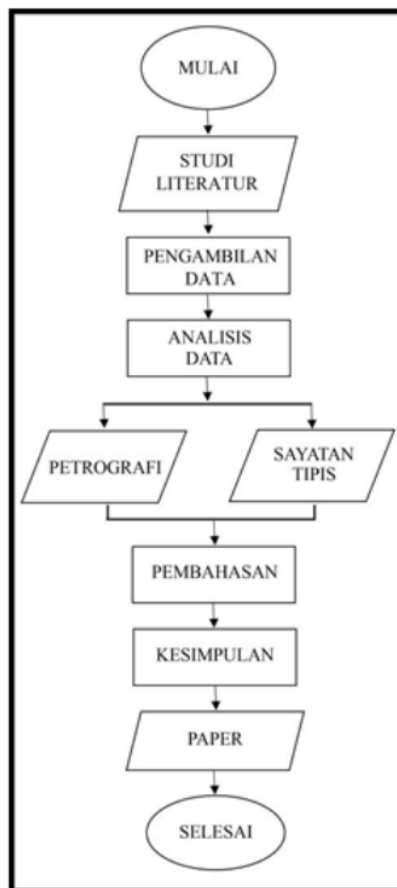 MULAI
STUDI
LITERATUR
PENGAMBILAN
DATA
ANALISIS
DATA
PETROGRAFI
SAYATAN
TIPIS
PEMBAHASAN
KESIMPULAN
PAPER
SELESAI